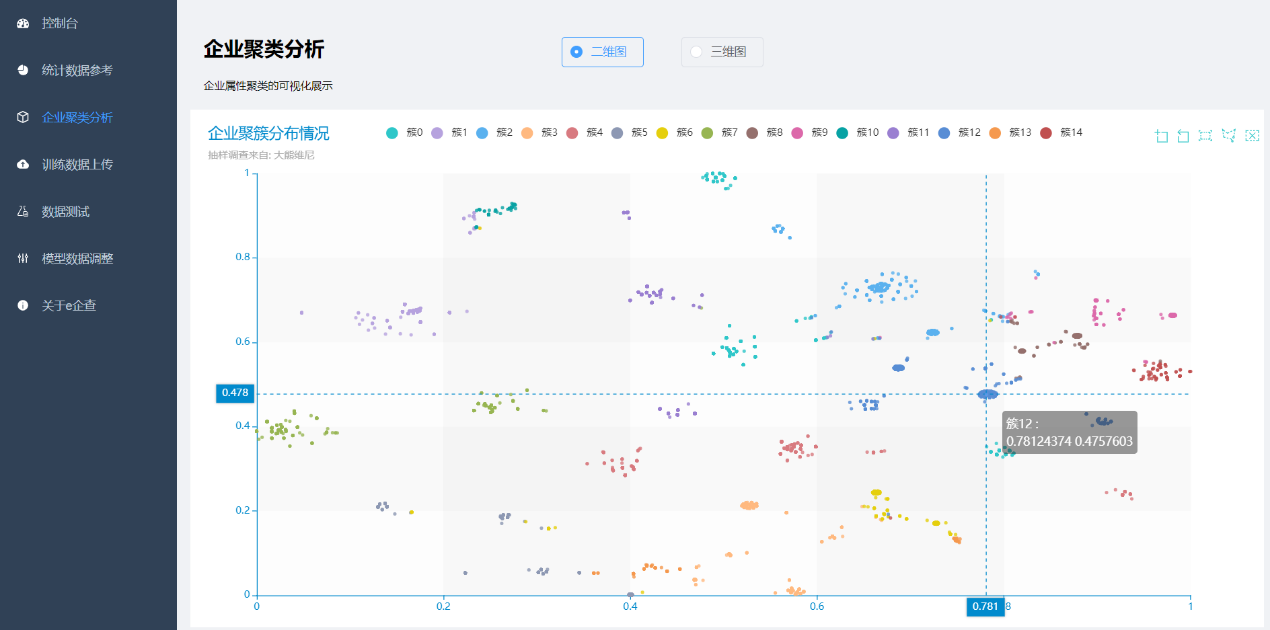 控制台
统计数据参考
企业聚类分析
训练数据上传
数据测试
模型数据调整
关于e企查
企业聚类分析
二维图
三维图
企业属性聚类的可视化展示
企业聚簇分布情况
抽样调查来自: 大熊维尼
簇0 簇1 簇2 簇3 簇4 簇5 簇6 簇7 簇8 簇9 簇10 簇11 簇12 簇13 簇14
1
0.8
0.6
0.478
0.4
0.2
0
簇12 :
0.78124374 0.4757603
0 0.2 0.4 0.6 0.781 8 1